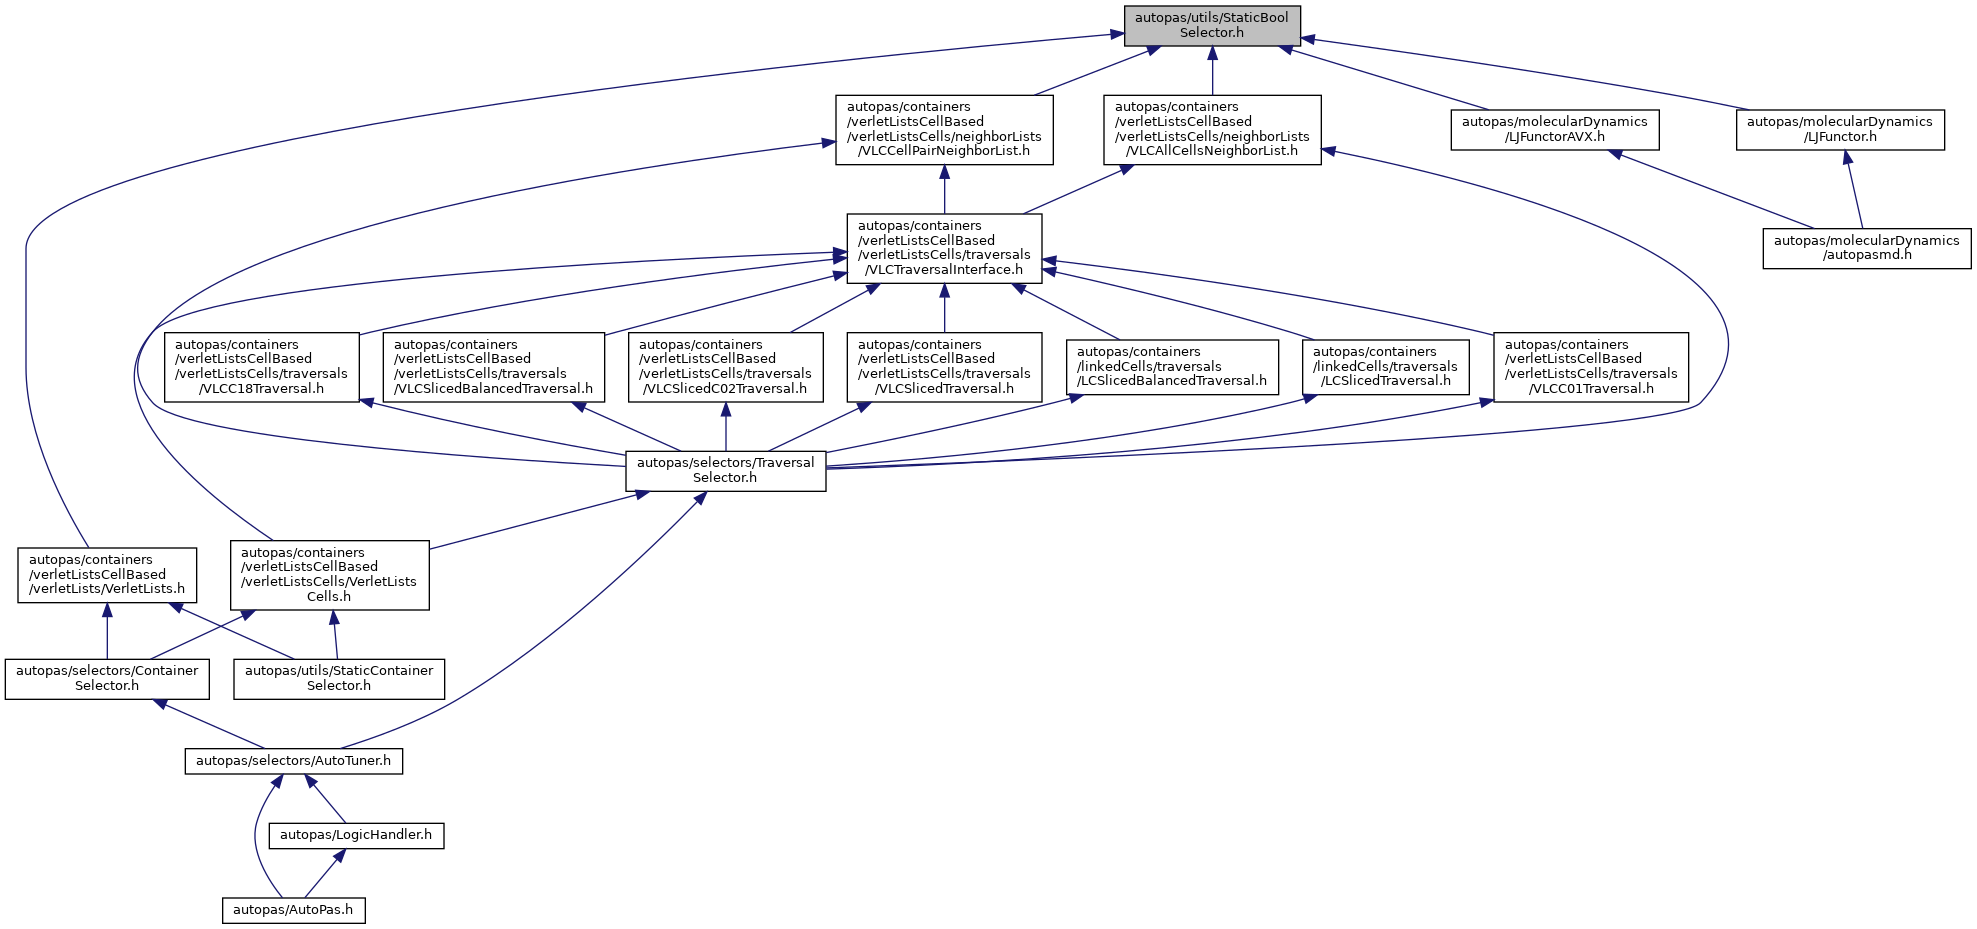 autopas/utils/StaticBool
Selector.h
autopas/containers
/verletListsCellBased
/verletListsCells/neighborLists
/VLCCellPairNeighborList.h
autopas/containers
/verletListsCellBased
/verletListsCells/neighborLists
/VLCAllCellsNeighborList.h
autopas/molecularDynamics
/LJFunctorAVX.h
autopas/molecularDynamics
/LJFunctor.h
autopas/containers
/verletListsCellBased
/verletListsCells/traversals
/VLCTraversalInterface.h
autopas/molecularDynamics
/autopasmd.h
autopas/containers
/verletListsCellBased
/verletListsCells/traversals
/VLCC18Traversal.h
autopas/containers
/verletListsCellBased
/verletListsCells/traversals
/VLCSlicedBalancedTraversal.h
autopas/containers
/verletListsCellBased
/verletListsCells/traversals
/VLCSlicedC02Traversal.h
autopas/containers
/verletListsCellBased
/verletListsCells/traversals
/VLCSlicedTraversal.h
autopas/containers
/linkedCells/traversals
/LCSlicedBalancedTraversal.h
autopas/containers
/linkedCells/traversals
/LCSlicedTraversal.h
autopas/containers
/verletListsCellBased
/verletListsCells/traversals
/VLCC01Traversal.h
autopas/selectors/Traversal
Selector.h
autopas/containers
/verletListsCellBased
/verletLists/VerletLists.h
autopas/containers
/verletListsCellBased
/verletListsCells/VerletLists
Cells.h
autopas/selectors/Container
Selector.h
autopas/utils/StaticContainer
Selector.h
autopas/selectors/AutoTuner.h
autopas/LogicHandler.h
autopas/AutoPas.h